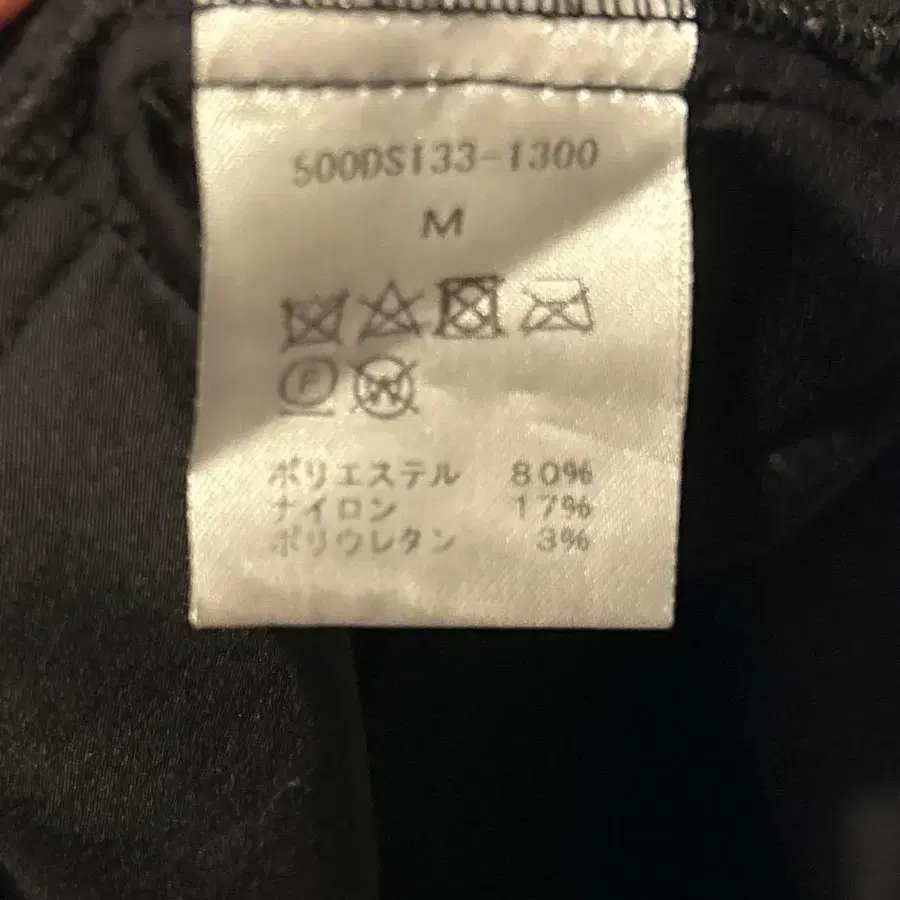 500DS133-1300
M
F W
ポリエステル 80%
ナイロン 17%
ポリウレタン 3%